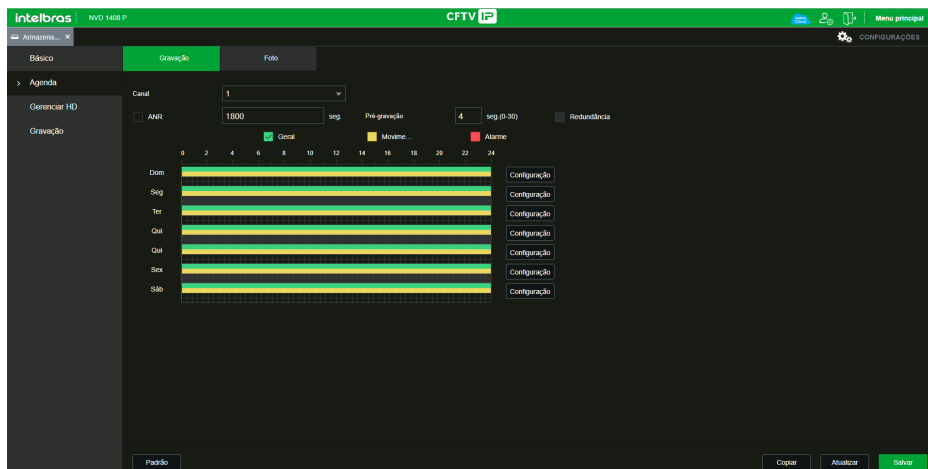 intelbras NVD 1408 P CFTV IP Menu principal
Armazena... × CONFIGURAÇÕES
Básico Gravação Foto
> Agenda
Canal 1
Gerenciar HD
ANR 1800 seg. Pré-gravação 4 seg.(0-30) Redundância
Gravação
Geral Movime... Alarme
0 2 4 6 8 10 12 14 16 18 20 22 24
Dom Configuração
Seg Configuração
Ter Configuração
Qui Configuração
Qui Configuração
Sex Configuração
Sáb Configuração
Padrão Copiar Atualizar Salvar